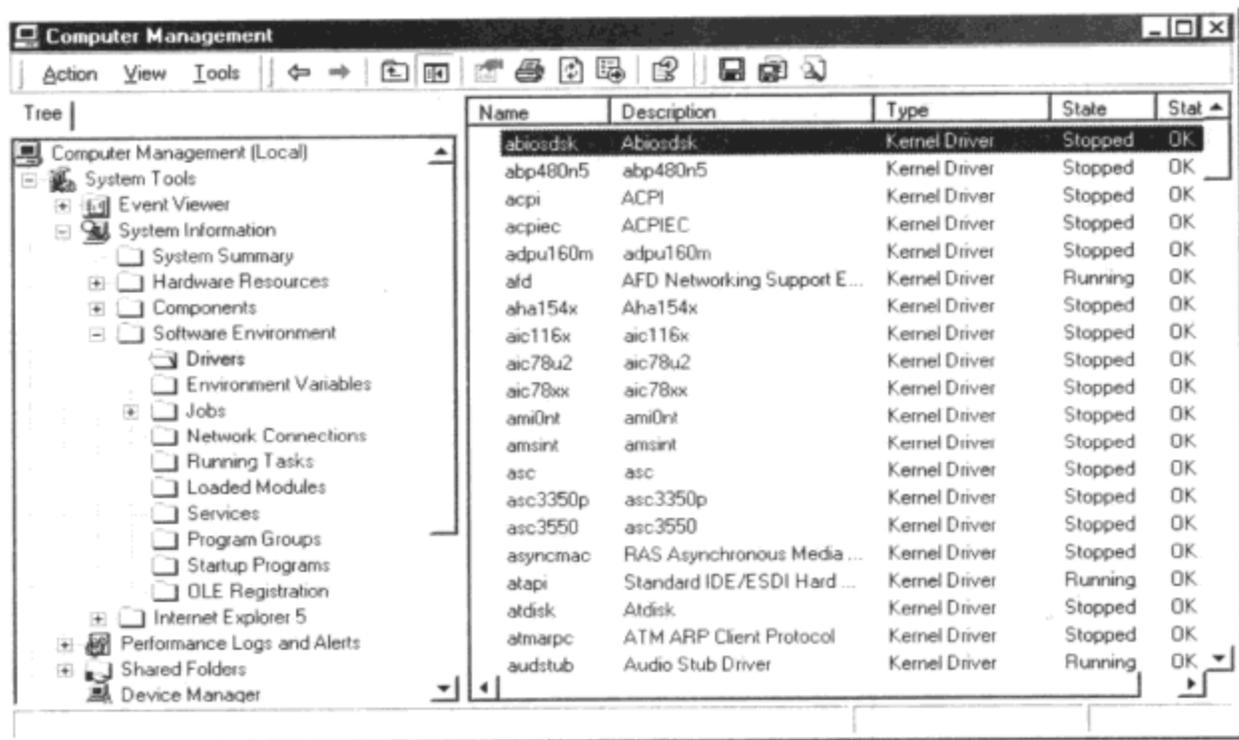 Computer Management
Action View Tools
Tree
Computer Management (Local)
System Tools
Event Viewer
System Information
System Summary
Hardware Resources
Components
Software Environment
Drivers
Environment Variables
Jobs
Network Connections
Running Tasks
Loaded Modules
Services
Program Groups
Startup Programs
OLE Registration
Internet Explorer 5
Performance Logs and Alerts
Shared Folders
Device Manager
Name Description Type State Stat
abiosdsk Abiosdsk Kernel Driver Stopped OK
abp480n5 abp480n5 Kernel Driver Stopped OK
acpi ACPI Kernel Driver Stopped OK
acpiec ACPIEC Kernel Driver Stopped OK
adpu160m adpu160m Kernel Driver Stopped OK
afd AFD Networking Support E... Kernel Driver Running OK
aha154x Aha154x Kernel Driver Stopped OK
aic116x aic116x Kernel Driver Stopped OK
aic78u2 aic78u2 Kernel Driver Stopped OK
aic78xx aic78xx Kernel Driver Stopped OK
ami0nt ami0nt Kernel Driver Stopped OK
amsint amsint Kernel Driver Stopped OK
asc asc Kernel Driver Stopped OK
asc3350p asc3350p Kernel Driver Stopped OK
asc3550 asc3550 Kernel Driver Stopped OK
asyncmac RAS Asynchronous Media ... Kernel Driver Stopped OK
atapi Standard IDE/ESDI Hard ... Kernel Driver Running OK
atdisk Atdisk Kernel Driver Stopped OK
atmarpc ATM ARP Client Protocol Kernel Driver Stopped OK
audstub Audio Stub Driver Kernel Driver Running OK